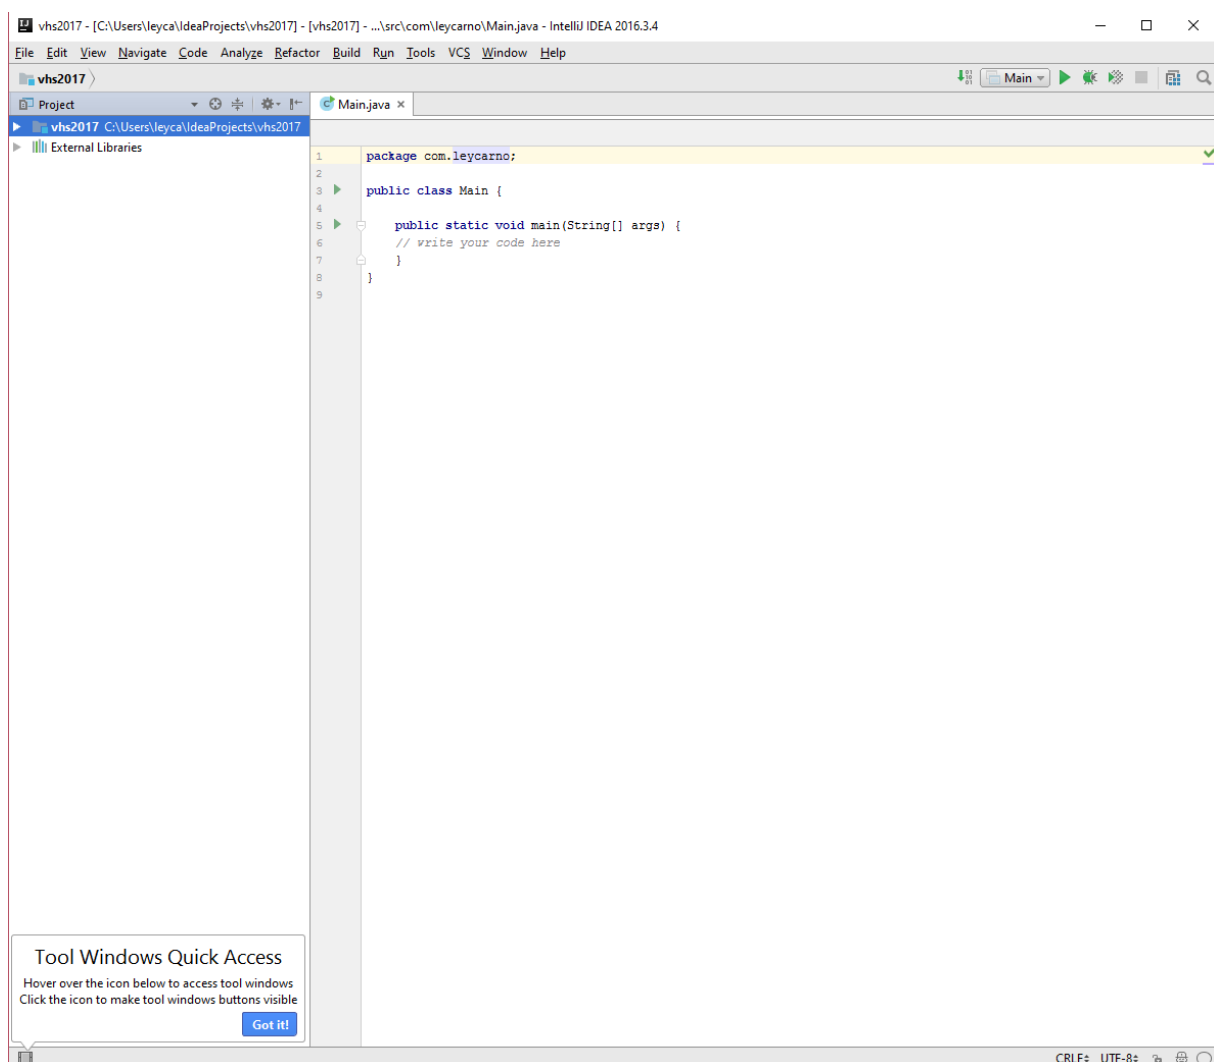 vhs2017 - [C:\Users\leyca\IdeaProjects\vhs2017] - [vhs2017] - ...\src\com\leycarno\Main.java - IntelliJ IDEA 2016.3.4
File Edit View Navigate Code Analyze Refactor Build Run Tools VCS Window Help
vhs2017
Main
Project
Main.java
vhs2017 C:\Users\leyca\IdeaProjects\vhs2017
External Libraries
1 package com.leycarno;
2
3 public class Main {
4
5 public static void main(String[] args) {
6 // write your code here
7 }
8 }
9
Tool Windows Quick Access
Hover over the icon below to access tool windows
Click the icon to make tool windows buttons visible
Got it!
CRLF UTF-8